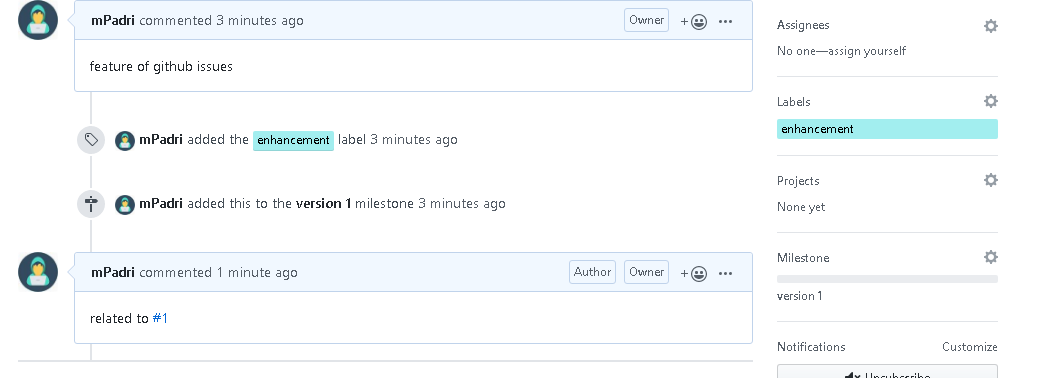 mPadri commented 3 minutes ago Owner
feature of github issues
mPadri added the enhancement label 3 minutes ago
mPadri added this to the version 1 milestone 3 minutes ago
mPadri commented 1 minute ago Author Owner
related to #1
Assignees
No one—assign yourself
Labels
enhancement
Projects
None yet
Milestone
version 1
Notifications Customize
Unsubscribe